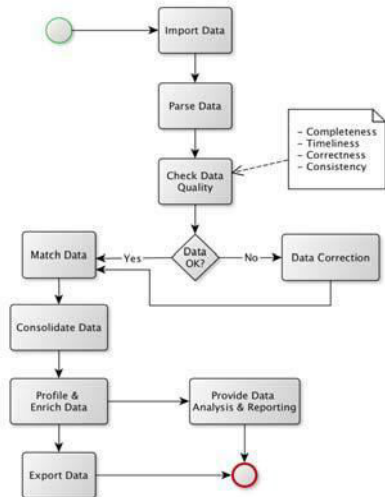 Import Data
Parse Data
- Completeness
- Timeliness
- Correctness
- Consistency
Check Data
Quality
Match Data
Yes
Data
OK?
No
Data Correction
Consolidate Data
Profile &
Enrich Data
Provide Data
Analysis & Reporting
Export Data